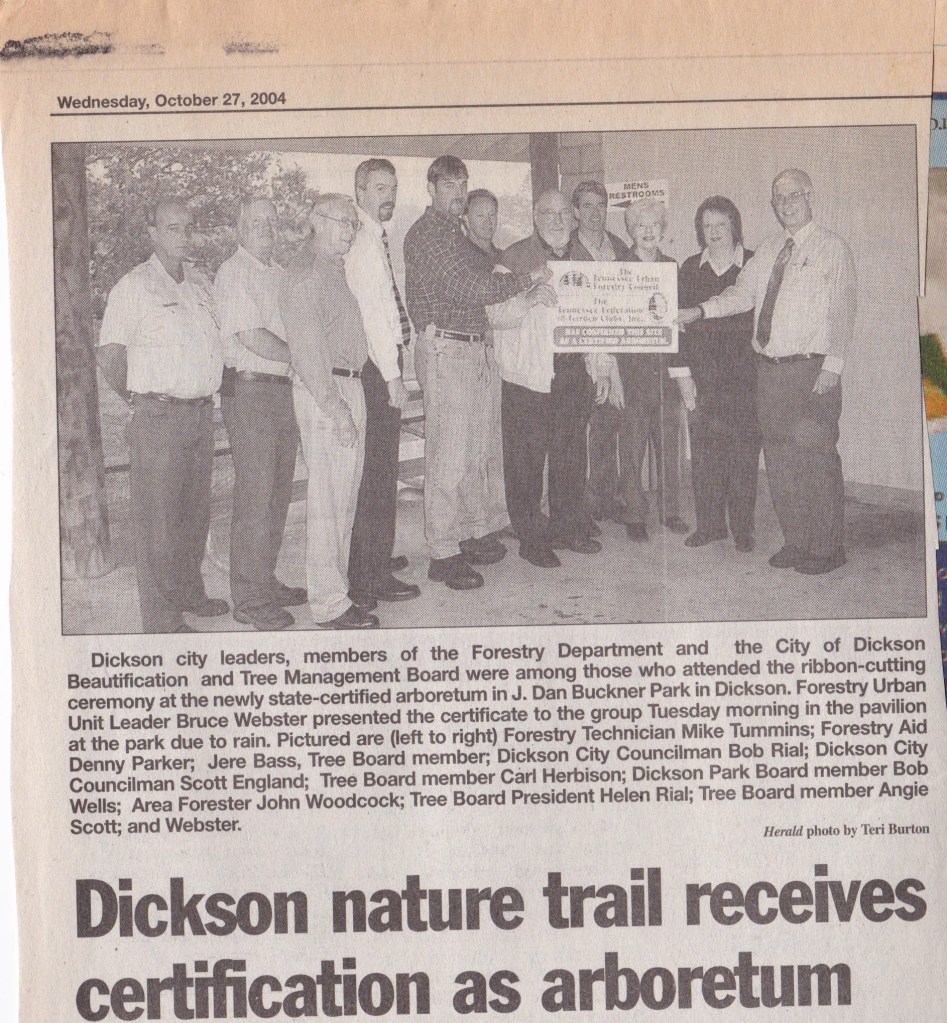 Wednesday, October 27, 2004
MENS
RESTROOMS
The
Tennessee Urban
Forestry Council
The
Tennessee Federation
of Garden Clubs, Inc.
HAS CONFIRMED THIS SITE
AS A CERTIFIED ARBORETUM.
Dickson city leaders, members of the Forestry Department and the City of Dickson
Beautification and Tree Management Board were among those who attended the ribbon-cutting
ceremony at the newly state-certified arboretum in J. Dan Buckner Park in Dickson. Forestry Urban
Unit Leader Bruce Webster presented the certificate to the group Tuesday morning in the pavilion
at the park due to rain. Pictured are (left to right) Forestry Technician Mike Tummins; Forestry Aid
Denny Parker; Jere Bass, Tree Board member; Dickson City Councilman Bob Rial; Dickson City
Councilman Scott England; Tree Board member Carl Herbison; Dickson Park Board member Bob
Wells; Area Forester John Woodcock; Tree Board President Helen Rial; Tree Board member Angie
Scott; and Webster.
Herald photo by Teri Burton
Dickson nature trail receives
certification as arboretum